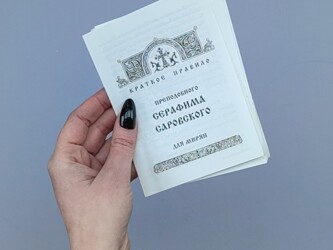 КРАТКОЕ ПРАВИЛО
ПРЕПОДОБНОГО
СЕРАФИМА
САРОВСКОГО
ДЛЯ МИРЯН